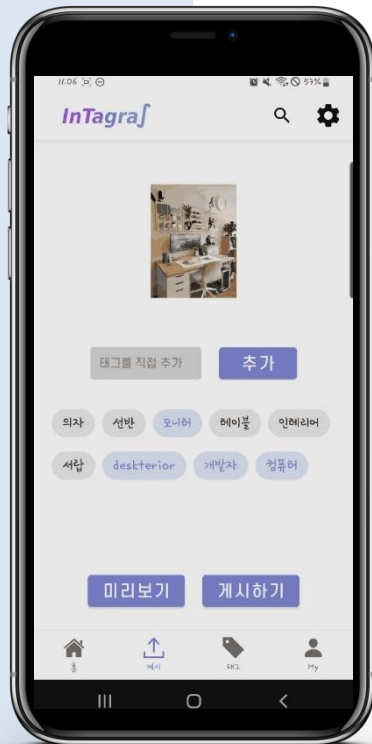 11:06
53%
InTagra∫
태그를 직접 추가
추가
의자 선반 모니터 테이블 인테리어
서랍 deskterior 개발자 컴퓨터
미리보기 게시하기
홈 게시 태그 My